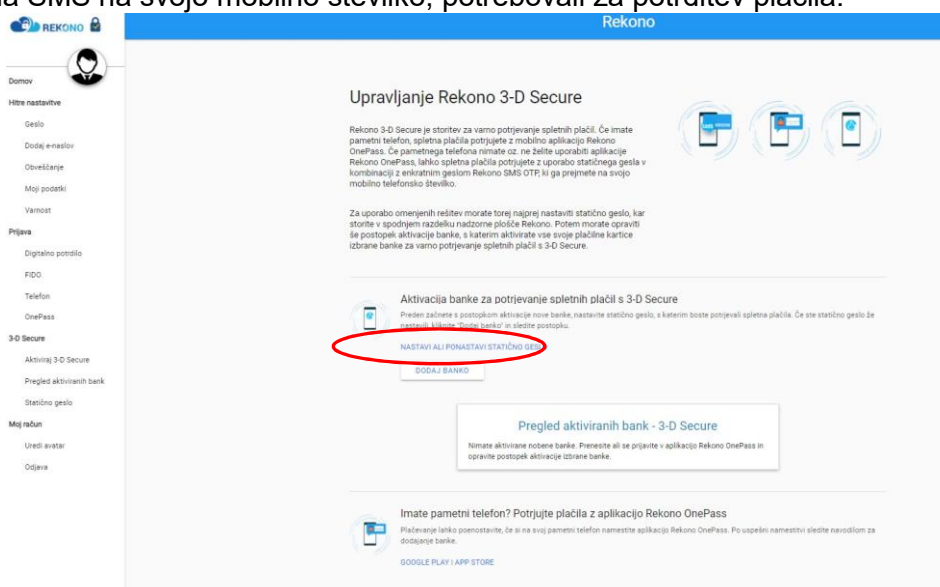 na SMS na svojo mobilno številko, potrebovali za potrditev plačila.
REKONO
Rekono
Domov
Hitre nastavitve
Geslo
Dodaj e-naslov
Obveščanje
Moji podatki
Varnost
Prijava
Digitalno potrdilo
FIDO
Telefon
OnePass
3-D Secure
Aktiviraj 3-D Secure
Pregled aktiviranih bank
Statično geslo
Moj račun
Uredi avatar
Odjava
Upravljanje Rekono 3-D Secure
Rekono 3-D Secure je storitev za varno potrjevanje spletnih plačil. Če imate
pametni telefon, spletna plačila potrjujete z mobilno aplikacijo Rekono
OnePass. Če pametnega telefona nimate oz. ne želite uporabiti aplikacije
Rekono OnePass, lahko spletna plačila potrjujete z uporabo statičnega gesla v
kombinaciji z enkratnim geslom Rekono SMS OTP, ki ga prejmete na svojo
mobilno telefonsko številko.
Za uporabo omenjenih rešitev morate torej najprej nastaviti statično geslo, kar
storite v spodnjem razdelku nadzorne plošče Rekono. Potem morate opraviti
še postopek aktivacije banke, s katerim aktivirate vse svoje plačilne kartice
izbrane banke za varno potrjevanje spletnih plačil s 3-D Secure.
Aktivacija banke za potrjevanje spletnih plačil s 3-D Secure
Preden začnete s postopkom aktivacije nove banke, nastavite statično geslo, s katerim boste potrjevali spletna plačila. Če ste statično geslo že
nastavili, kliknite "Dodaj banko" in sledite postopku.
NASTAVI ALI PONASTAVI STATIČNO GESLO
DODAJ BANKO
Pregled aktiviranih bank - 3-D Secure
Nimate aktivirane nobene banke. Prenesite ali se prijavite v aplikacijo Rekono OnePass in
opravite postopek aktivacije izbrane banke.
Imate pametni telefon? Potrjujte plačila z aplikacijo Rekono OnePass
Plačevanje lahko poenostavite, če si na svoj pametni telefon namestite aplikacijo Rekono OnePass. Po uspešni namestitvi sledite navodilom za
dodajanje banke.
GOOGLE PLAY I APP STORE